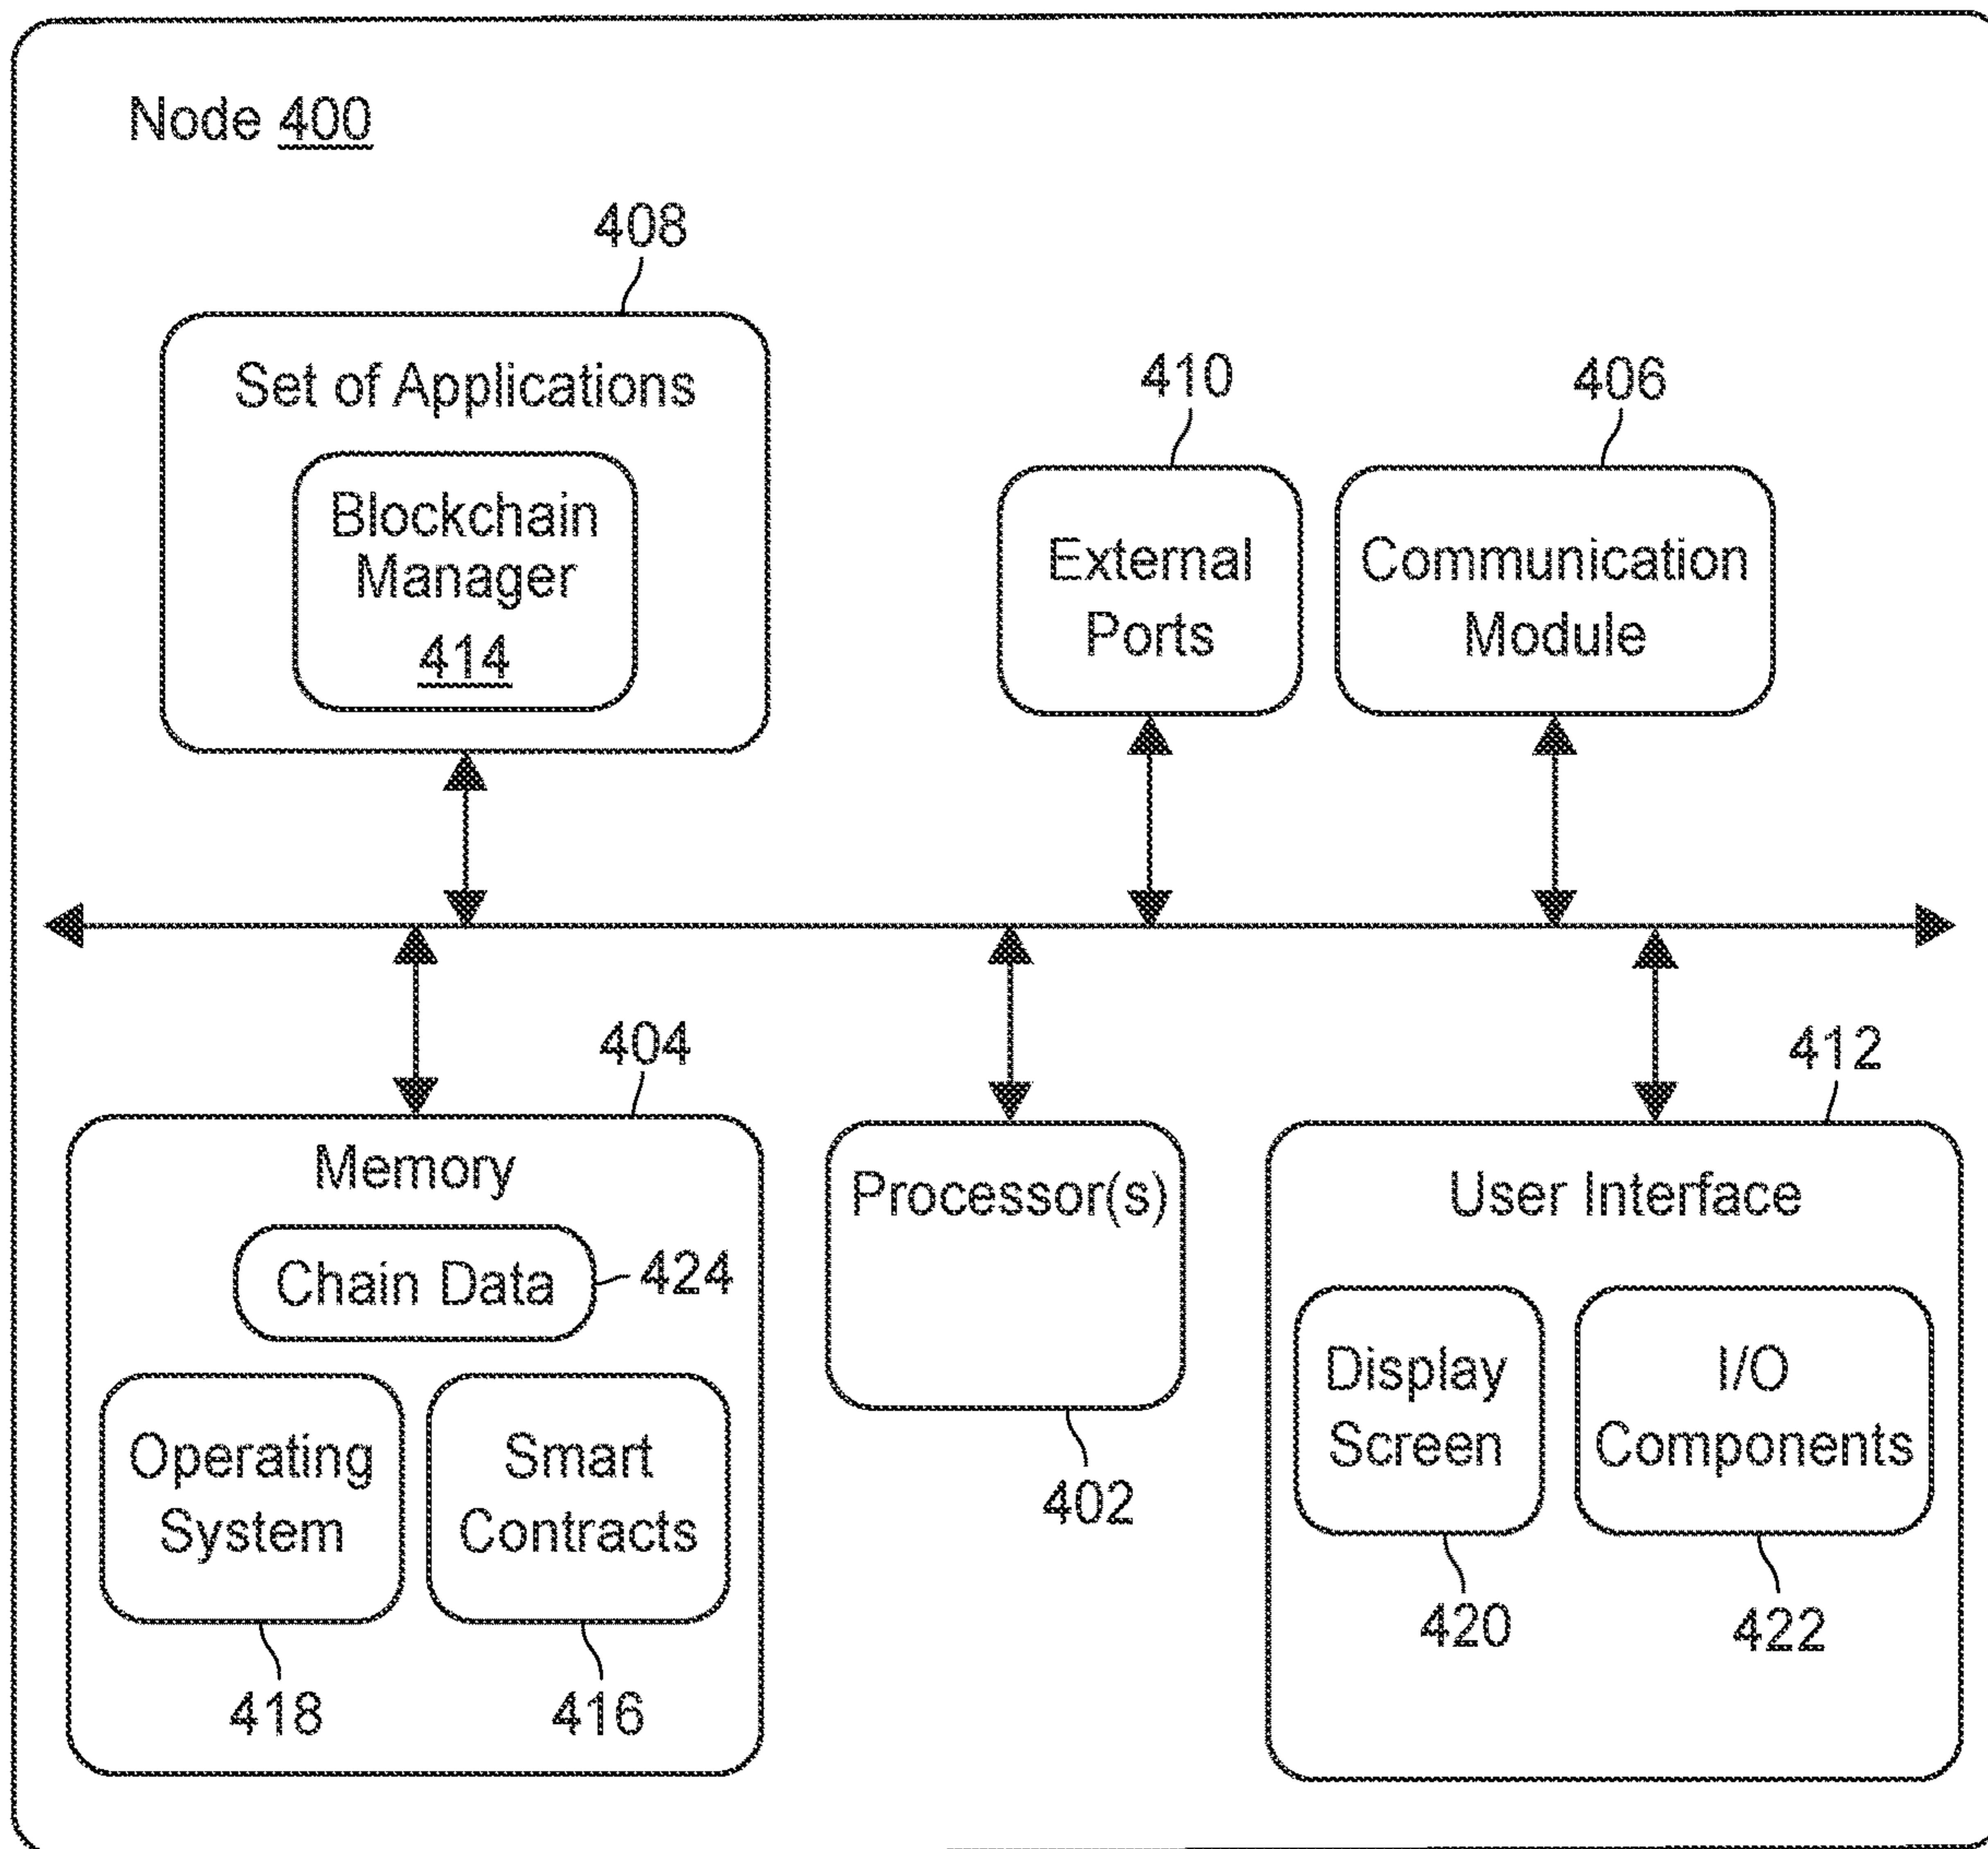 Node 400
408
Set of Applications
Blockchain
Manager
414
410
External
Ports
406
Communication
Module
404
Memory
Chain Data
424
Operating
System
418
Smart
Contracts
416
Processor(s)
402
412
User Interface
Display
Screen
420
I/O
Components
422